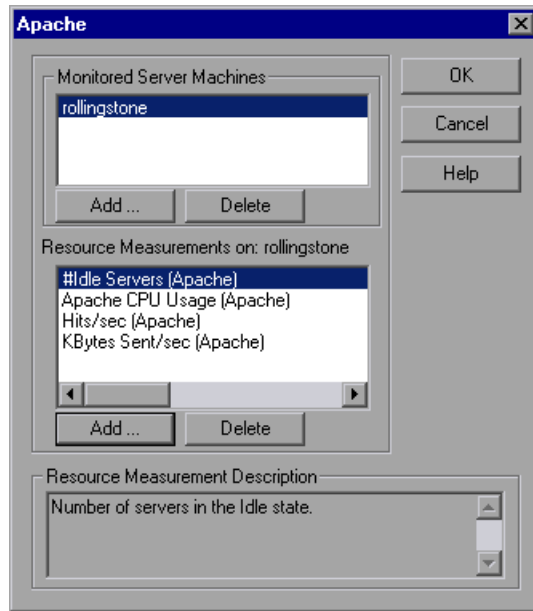 Apache
Monitored Server Machines
rollingstone
Add ...
Delete
OK
Cancel
Help
Resource Measurements on: rollingstone
#Idle Servers (Apache)
Apache CPU Usage (Apache)
Hits/sec (Apache)
KBytes Sent/sec (Apache)
Add ...
Delete
Resource Measurement Description
Number of servers in the Idle state.